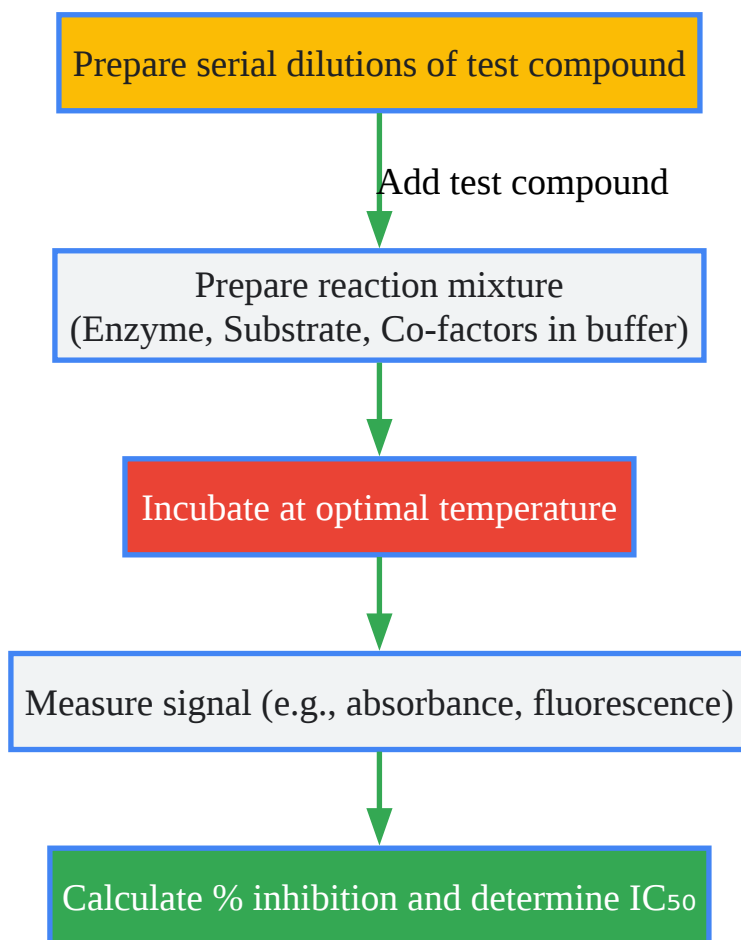 Prepare serial dilutions of test compound
Add test compound
Prepare reaction mixture
(Enzyme, Substrate, Co-factors in buffer)
Incubate at optimal temperature
Measure signal (e.g., absorbance, fluorescence)
Calculate % inhibition and determine IC₅₀